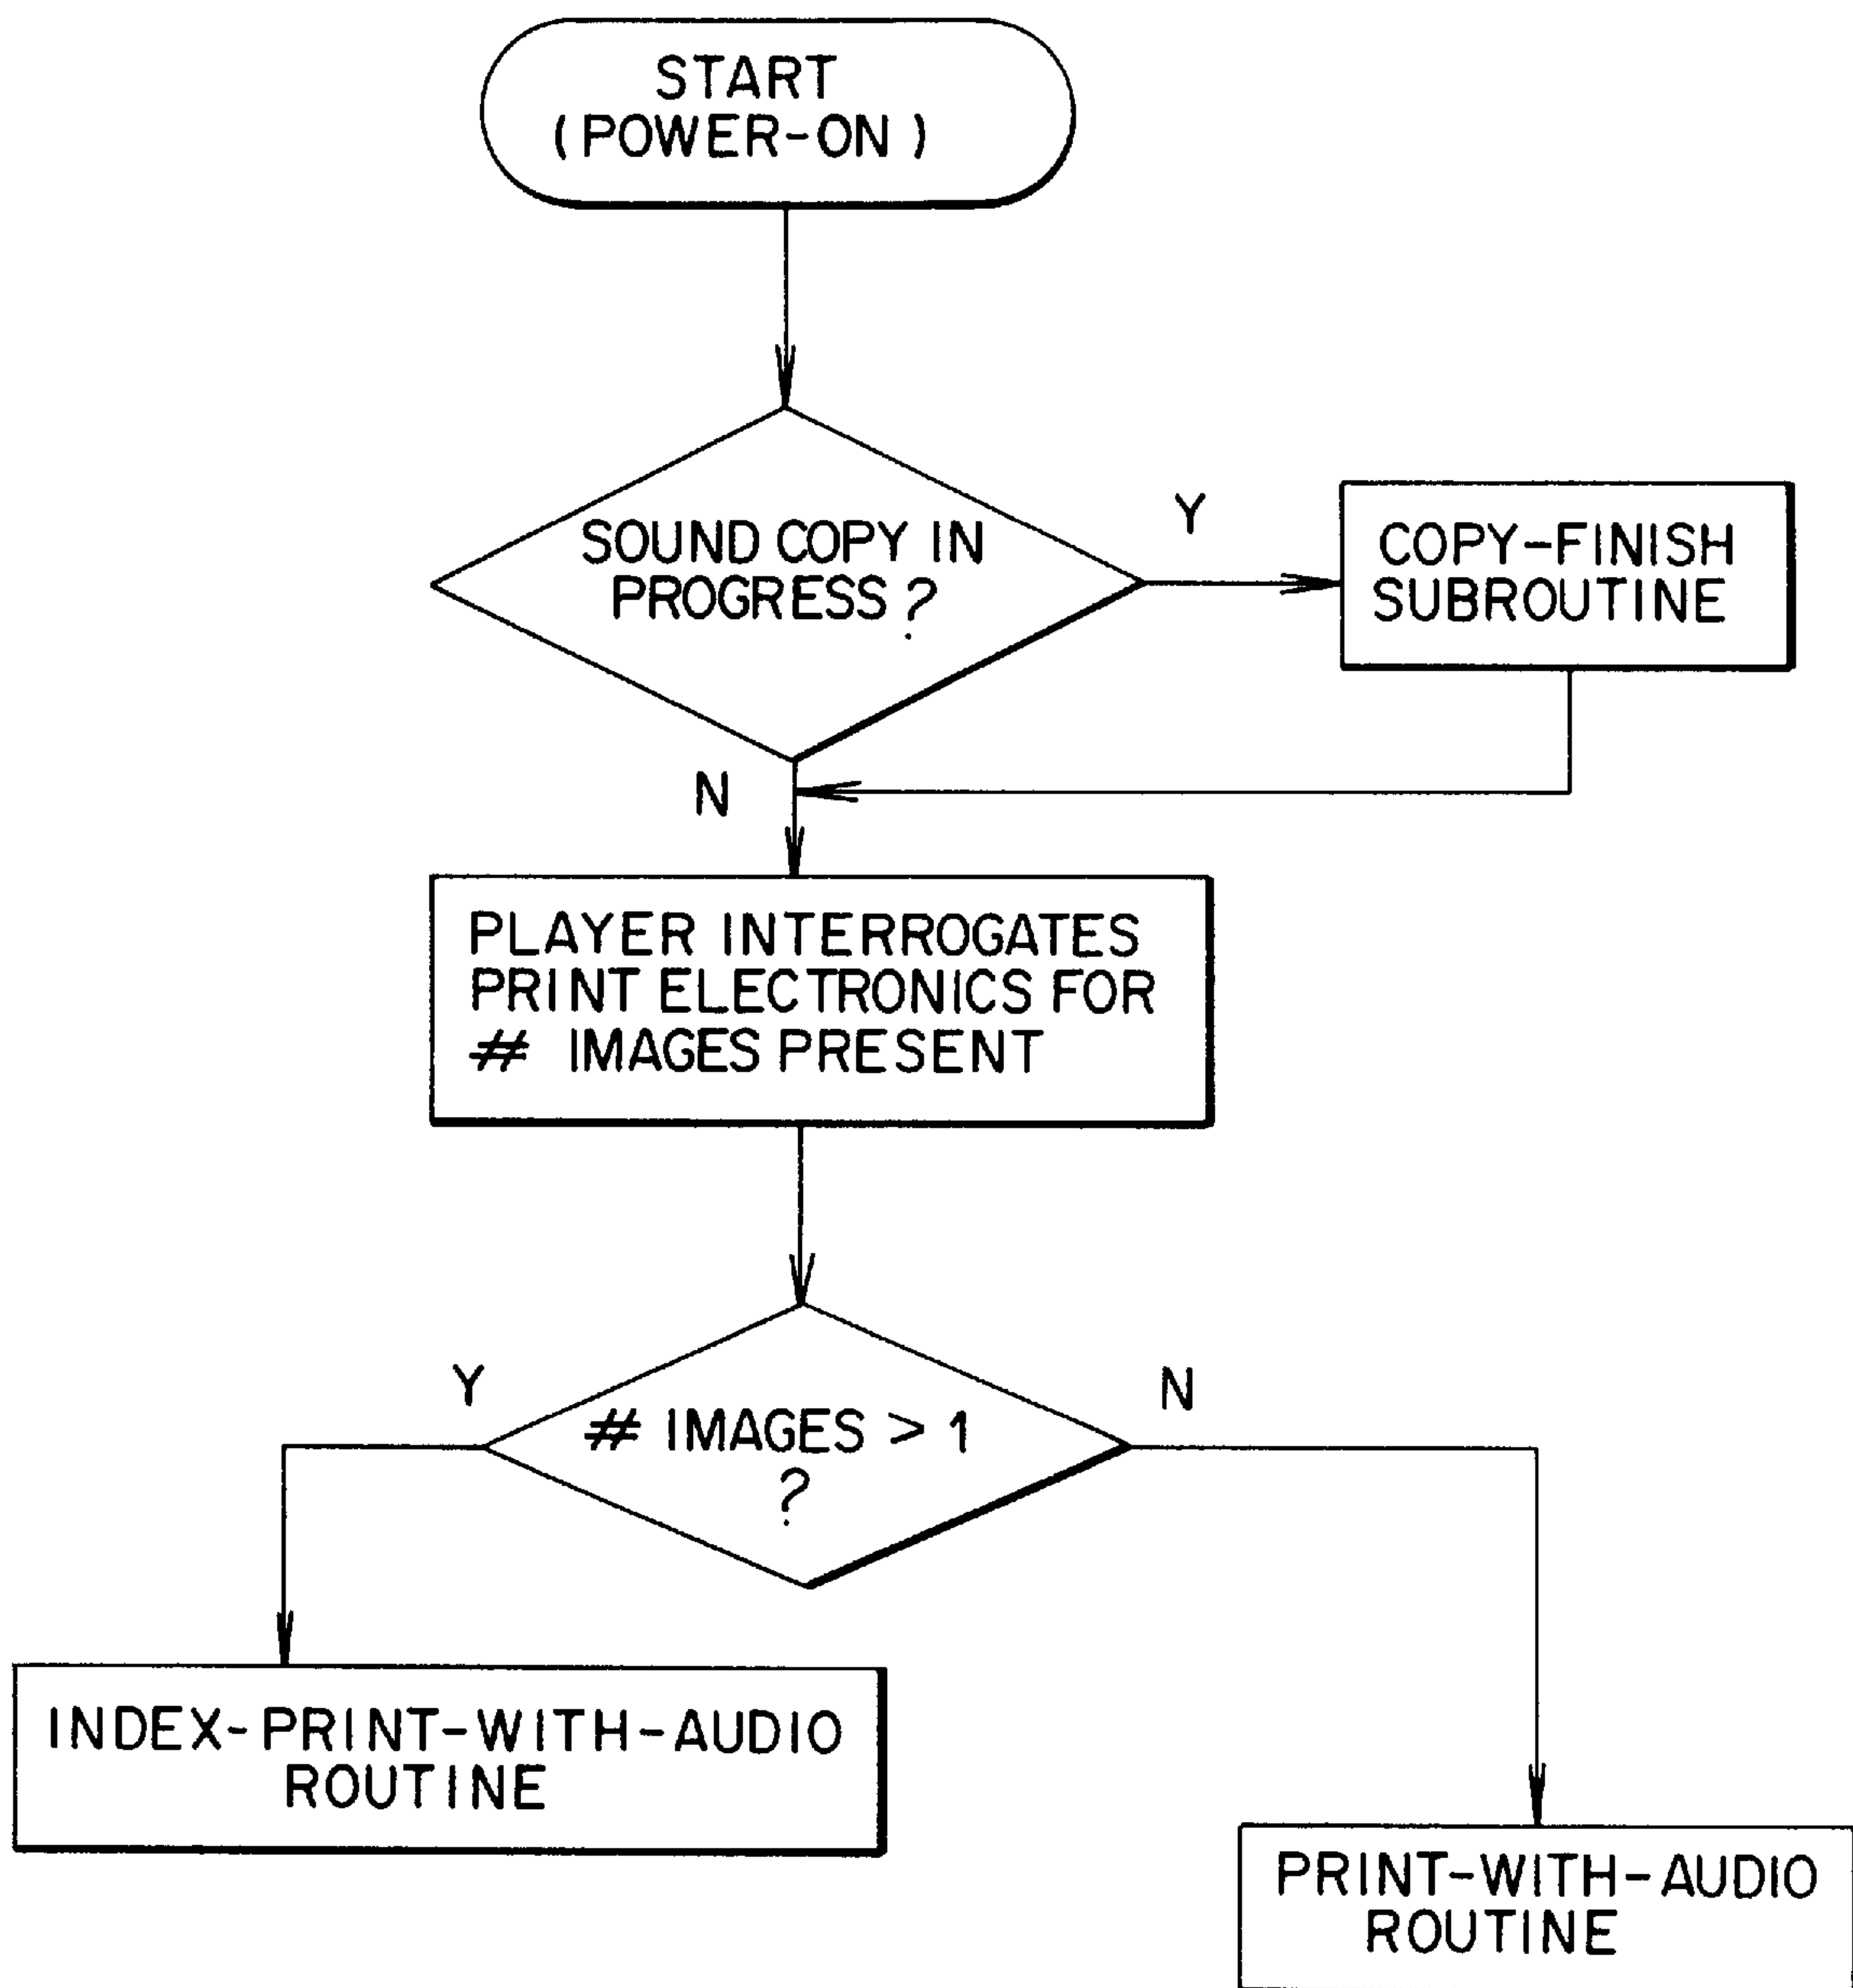 START
(POWER-ON)
SOUND COPY IN
PROGRESS?
Y
COPY-FINISH
SUBROUTINE
N
PLAYER INTERROGATES
PRINT ELECTRONICS FOR
# IMAGES PRESENT
Y
# IMAGES > 1
?
N
INDEX-PRINT-WITH-AUDIO
ROUTINE
PRINT-WITH-AUDIO
ROUTINE